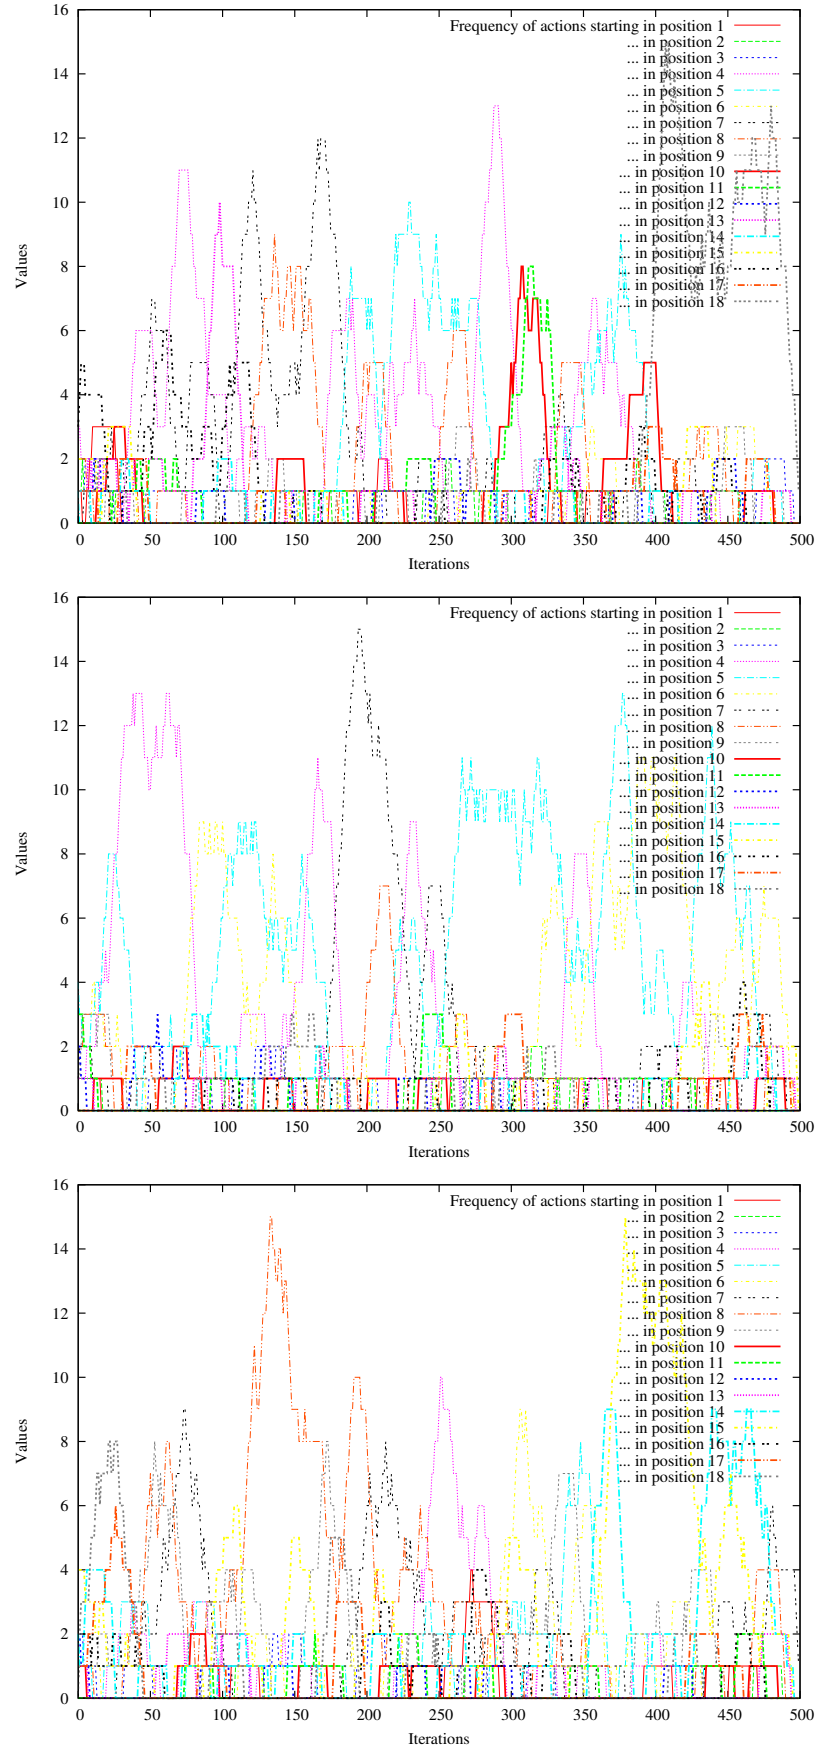 16
Frequency of actions starting in position 1
... in position 2
... in position 3
14
... in position 4
... in position 5
... in position 6
12
... in position 7
... in position 8
... in position 9
... in position 10
10
... in position 11
... in position 12
... in position 13
... in position 14
8
... in position 15
... in position 16
... in position 17
... in position 18
6
4
2
0
Values
0 50 100 150 200 250 300 350 400 450 500
Iterations
16
Frequency of actions starting in position 1
... in position 2
... in position 3
14
... in position 4
... in position 5
... in position 6
12
... in position 7
... in position 8
... in position 9
... in position 10
10
... in position 11
... in position 12
... in position 13
... in position 14
8
... in position 15
... in position 16
... in position 17
... in position 18
6
4
2
0
Values
0 50 100 150 200 250 300 350 400 450 500
Iterations
16
Frequency of actions starting in position 1
... in position 2
... in position 3
14
... in position 4
... in position 5
... in position 6
12
... in position 7
... in position 8
... in position 9
... in position 10
10
... in position 11
... in position 12
... in position 13
... in position 14
8
... in position 15
... in position 16
... in position 17
... in position 18
6
4
2
0
Values
0 50 100 150 200 250 300 350 400 450 500
Iterations